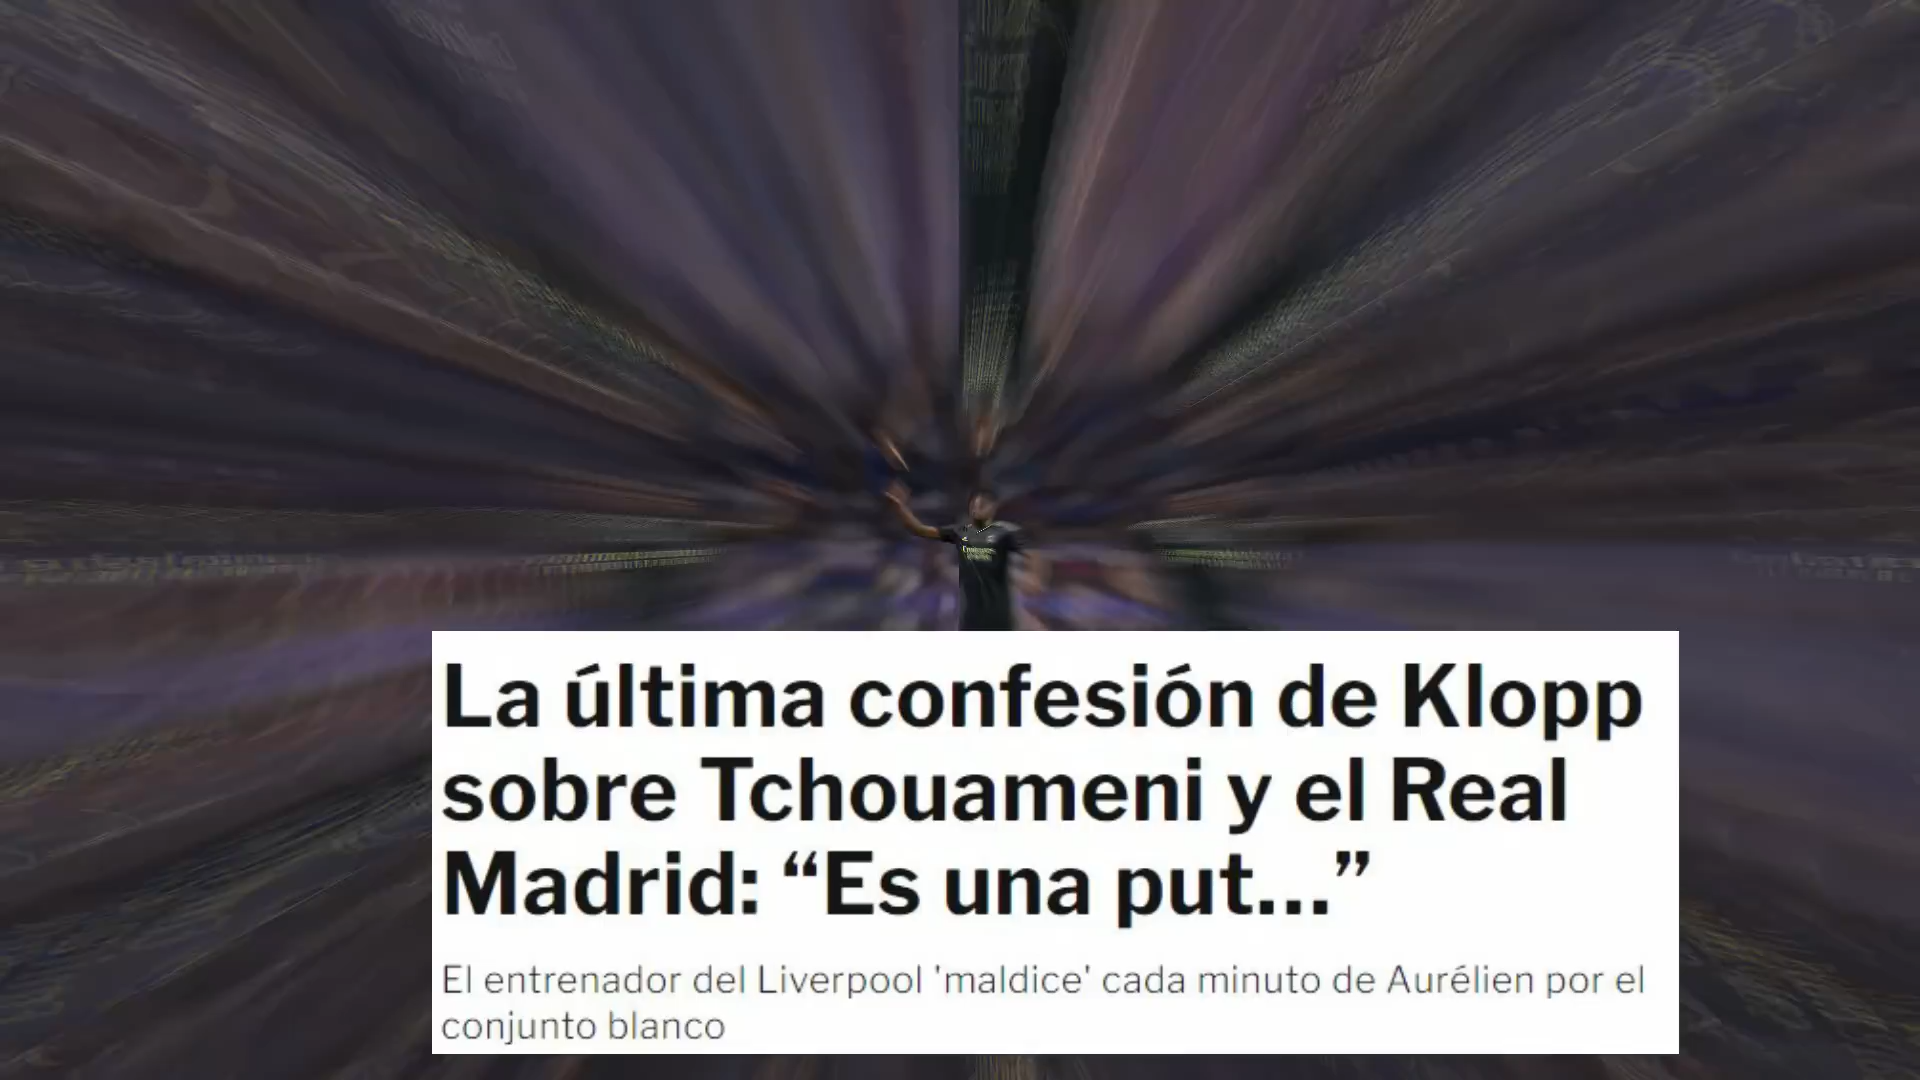 La última confesión de Klopp
sobre Tchouameni y el Real
Madrid: “Es una put...”
El entrenador del Liverpool 'maldice' cada minuto de Aurélien por el
conjunto blanco